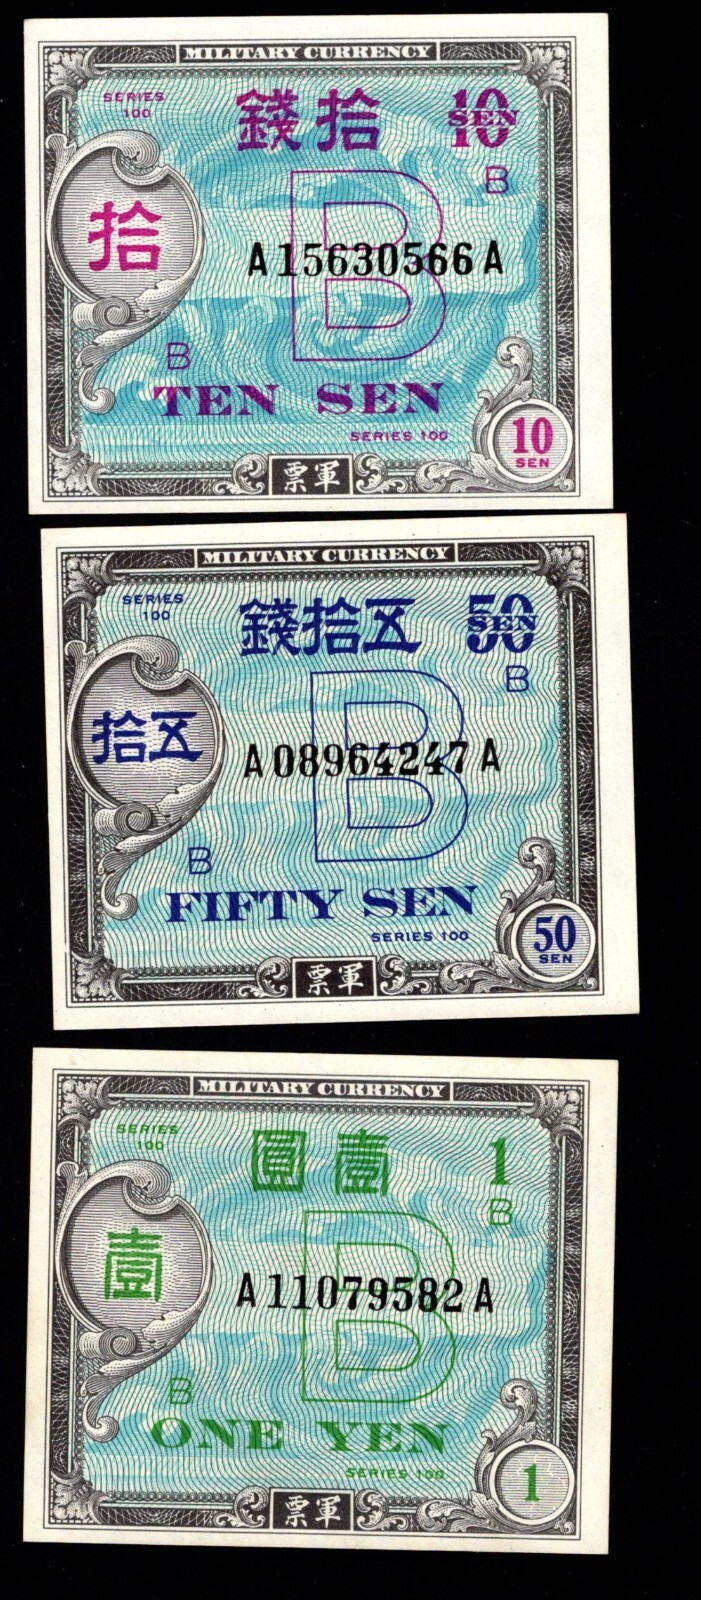 MILITARY CURRENCY
SERIES 100
錢拾
10 SEN
B
拾
B
A15630566A
B
TEN SEN
SERIES 100
10 SEN
票軍
MILITARY CURRENCY
SERIES 100
錢拾五
50 SEN
B
拾五
B
A08964247A
B
FIFTY SEN
SERIES 100
50 SEN
票軍
MILITARY CURRENCY
SERIES 100
圓壹
1
B
壹
B
A11079582A
B
ONE YEN
SERIES 100
1
票軍